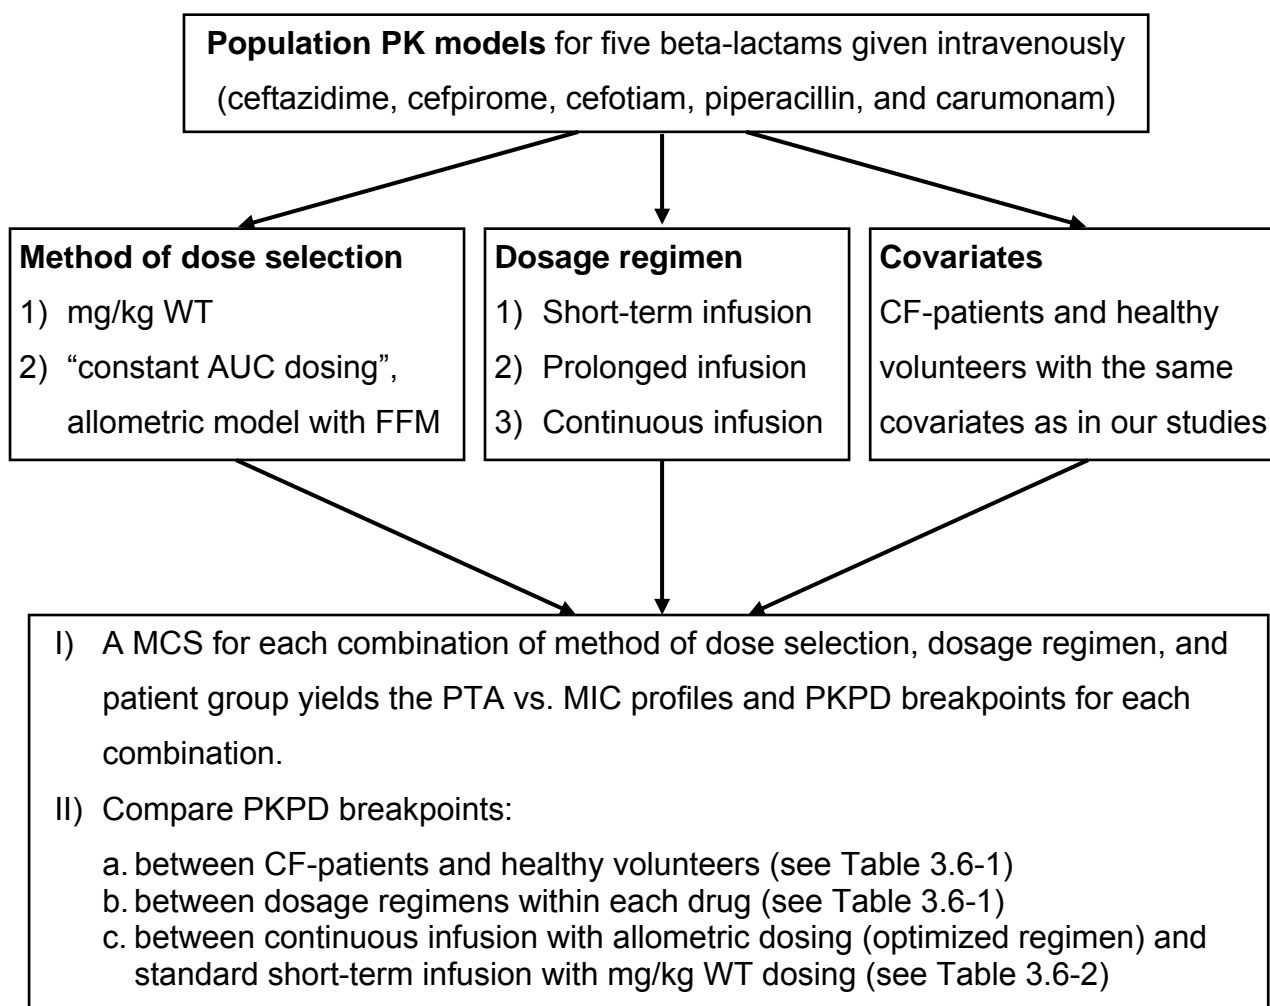 Population PK models for five beta-lactams given intravenously
(ceftazidime, cefpirome, cefotiam, piperacillin, and carumonam)
Method of dose selection
1) mg/kg WT
2) “constant AUC dosing”,
allometric model with FFM
Dosage regimen
1) Short-term infusion
2) Prolonged infusion
3) Continuous infusion
Covariates
CF-patients and healthy
volunteers with the same
covariates as in our studies
I) A MCS for each combination of method of dose selection, dosage regimen, and
patient group yields the PTA vs. MIC profiles and PKPD breakpoints for each
combination.
II) Compare PKPD breakpoints:
a. between CF-patients and healthy volunteers (see Table 3.6-1)
b. between dosage regimens within each drug (see Table 3.6-1)
c. between continuous infusion with allometric dosing (optimized regimen) and
standard short-term infusion with mg/kg WT dosing (see Table 3.6-2)